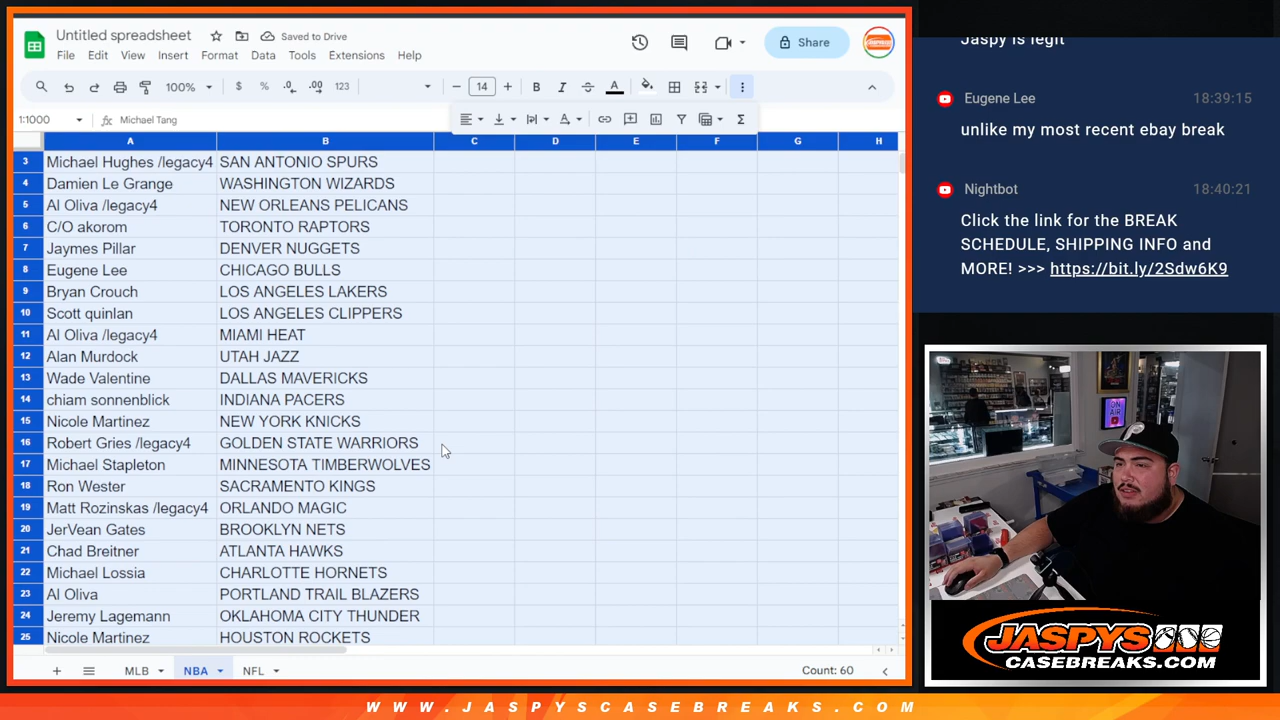 Untitled spreadsheet
Saved to Drive
File Edit View Insert Format Data Tools Extensions Help
Share
100%
$ % .0 .00 123
14
B I S A
1:1000
fx Michael Tang
A B C D E F G H
3 Michael Hughes /legacy4 SAN ANTONIO SPURS
4 Damien Le Grange WASHINGTON WIZARDS
5 Al Oliva /legacy4 NEW ORLEANS PELICANS
6 C/O akorom TORONTO RAPTORS
7 Jaymes Pillar DENVER NUGGETS
8 Eugene Lee CHICAGO BULLS
9 Bryan Crouch LOS ANGELES LAKERS
10 Scott quinlan LOS ANGELES CLIPPERS
11 Al Oliva /legacy4 MIAMI HEAT
12 Alan Murdock UTAH JAZZ
13 Wade Valentine DALLAS MAVERICKS
14 chiam sonnenblick INDIANA PACERS
15 Nicole Martinez NEW YORK KNICKS
16 Robert Gries /legacy4 GOLDEN STATE WARRIORS
17 Michael Stapleton MINNESOTA TIMBERWOLVES
18 Ron Wester SACRAMENTO KINGS
19 Matt Rozinskas /legacy4 ORLANDO MAGIC
20 JerVean Gates BROOKLYN NETS
21 Chad Breitner ATLANTA HAWKS
22 Michael Lossia CHARLOTTE HORNETS
23 Al Oliva PORTLAND TRAIL BLAZERS
24 Jeremy Lagemann OKLAHOMA CITY THUNDER
25 Nicole Martinez HOUSTON ROCKETS
MLB NBA NFL
Count: 60
Jaspy is legit
Eugene Lee 18:39:15
unlike my most recent ebay break
Nightbot 18:40:21
Click the link for the BREAK
SCHEDULE, SHIPPING INFO and
MORE! >>> https://bit.ly/2Sdw6K9
ON
AIR
P
JASPYS
CASEBREAKS.COM
WWW.JASPYSCASEBREAKS.COM